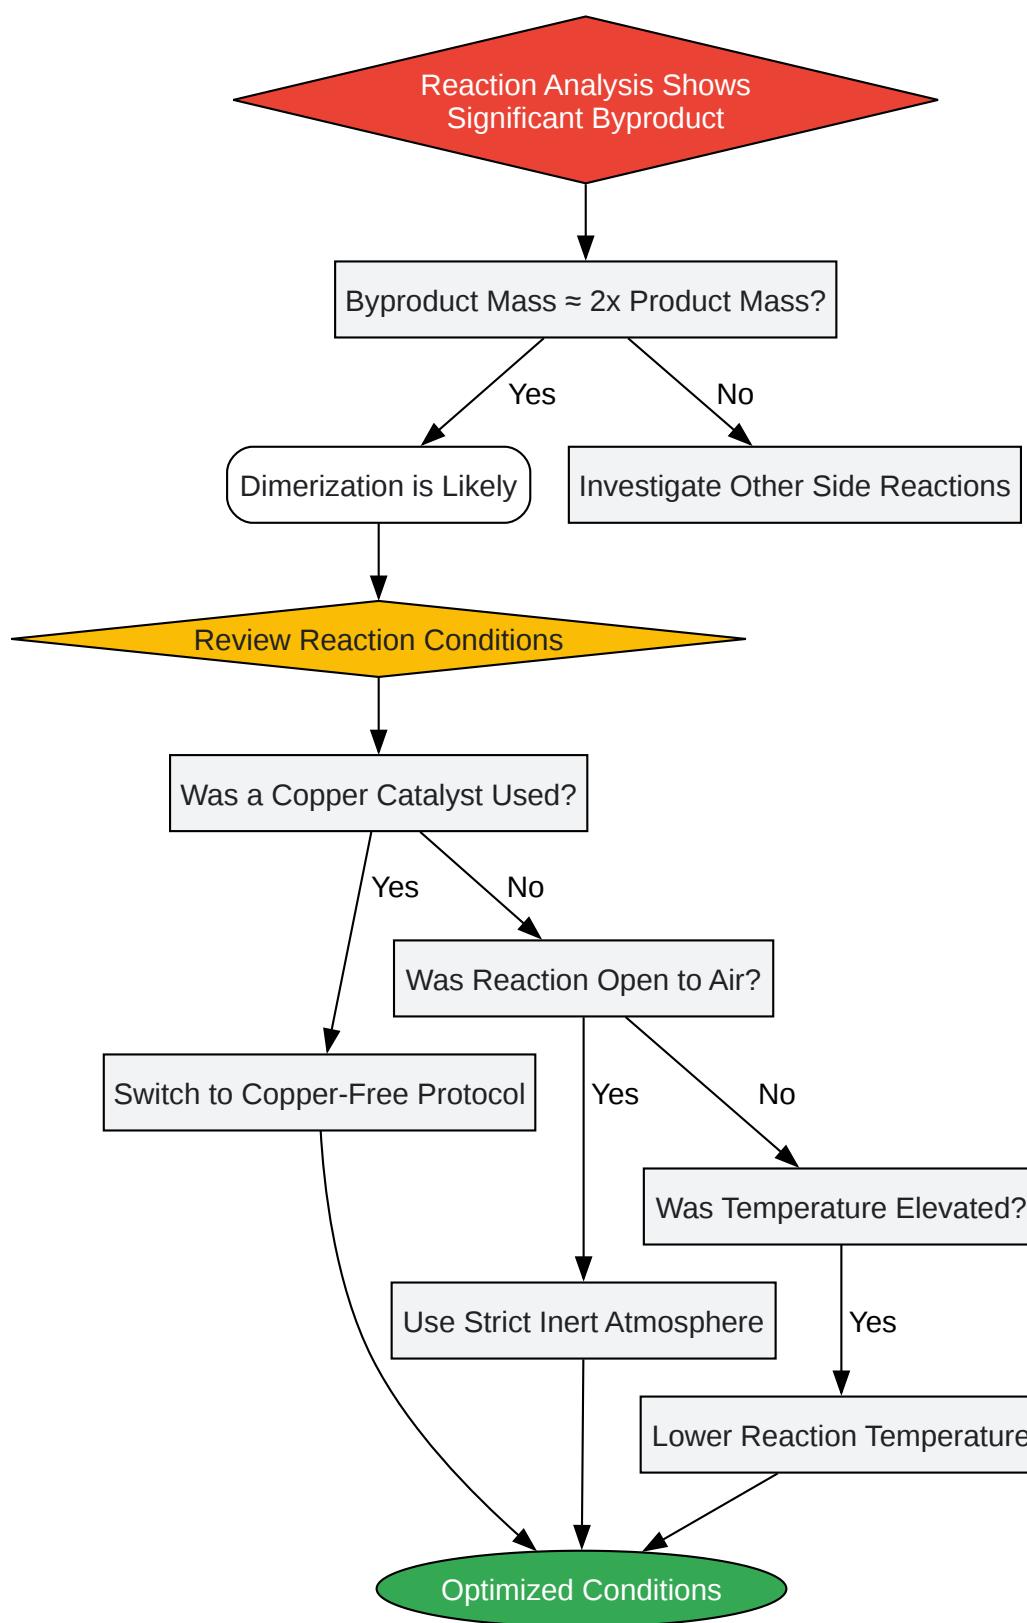 Reaction Analysis Shows
Significant Byproduct
Byproduct Mass ≈ 2x Product Mass?
Yes
No
Dimerization is Likely
Investigate Other Side Reactions
Review Reaction Conditions
Was a Copper Catalyst Used?
Yes
No
Was Reaction Open to Air?
Switch to Copper-Free Protocol
Yes
No
Was Temperature Elevated?
Use Strict Inert Atmosphere
Yes
Lower Reaction Temperature
Optimized Conditions